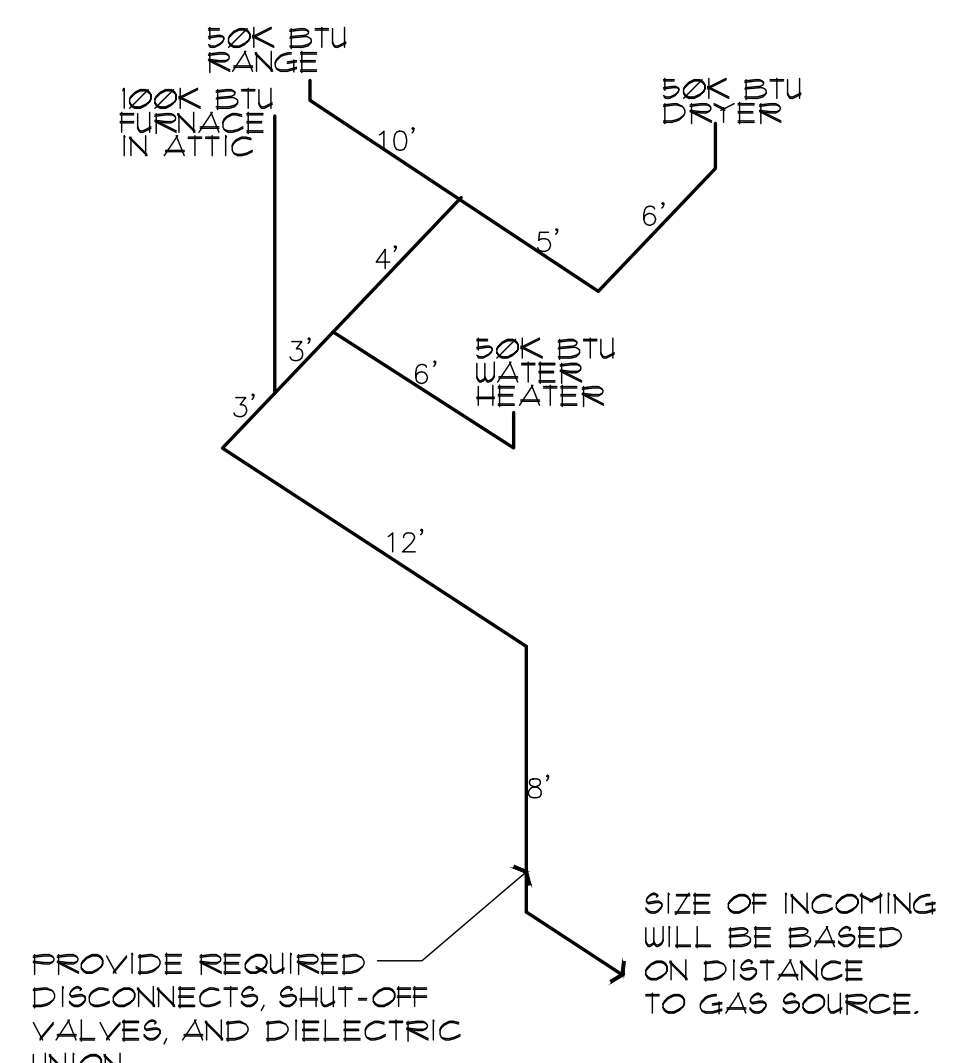 50K BTU
RANGE
100K BTU
FURNACE
IN ATTIC
50K BTU
DRYER
10'
6'
5'
4'
3'
50K BTU
WATER
HEATER
6'
3'
12'
8'
SIZE OF INCOMING
WILL BE BASED
ON DISTANCE
TO GAS SOURCE.
PROVIDE REQUIRED
DISCONNECTS, SHUT-OFF
VALVES, AND DIELECTRIC
UNION